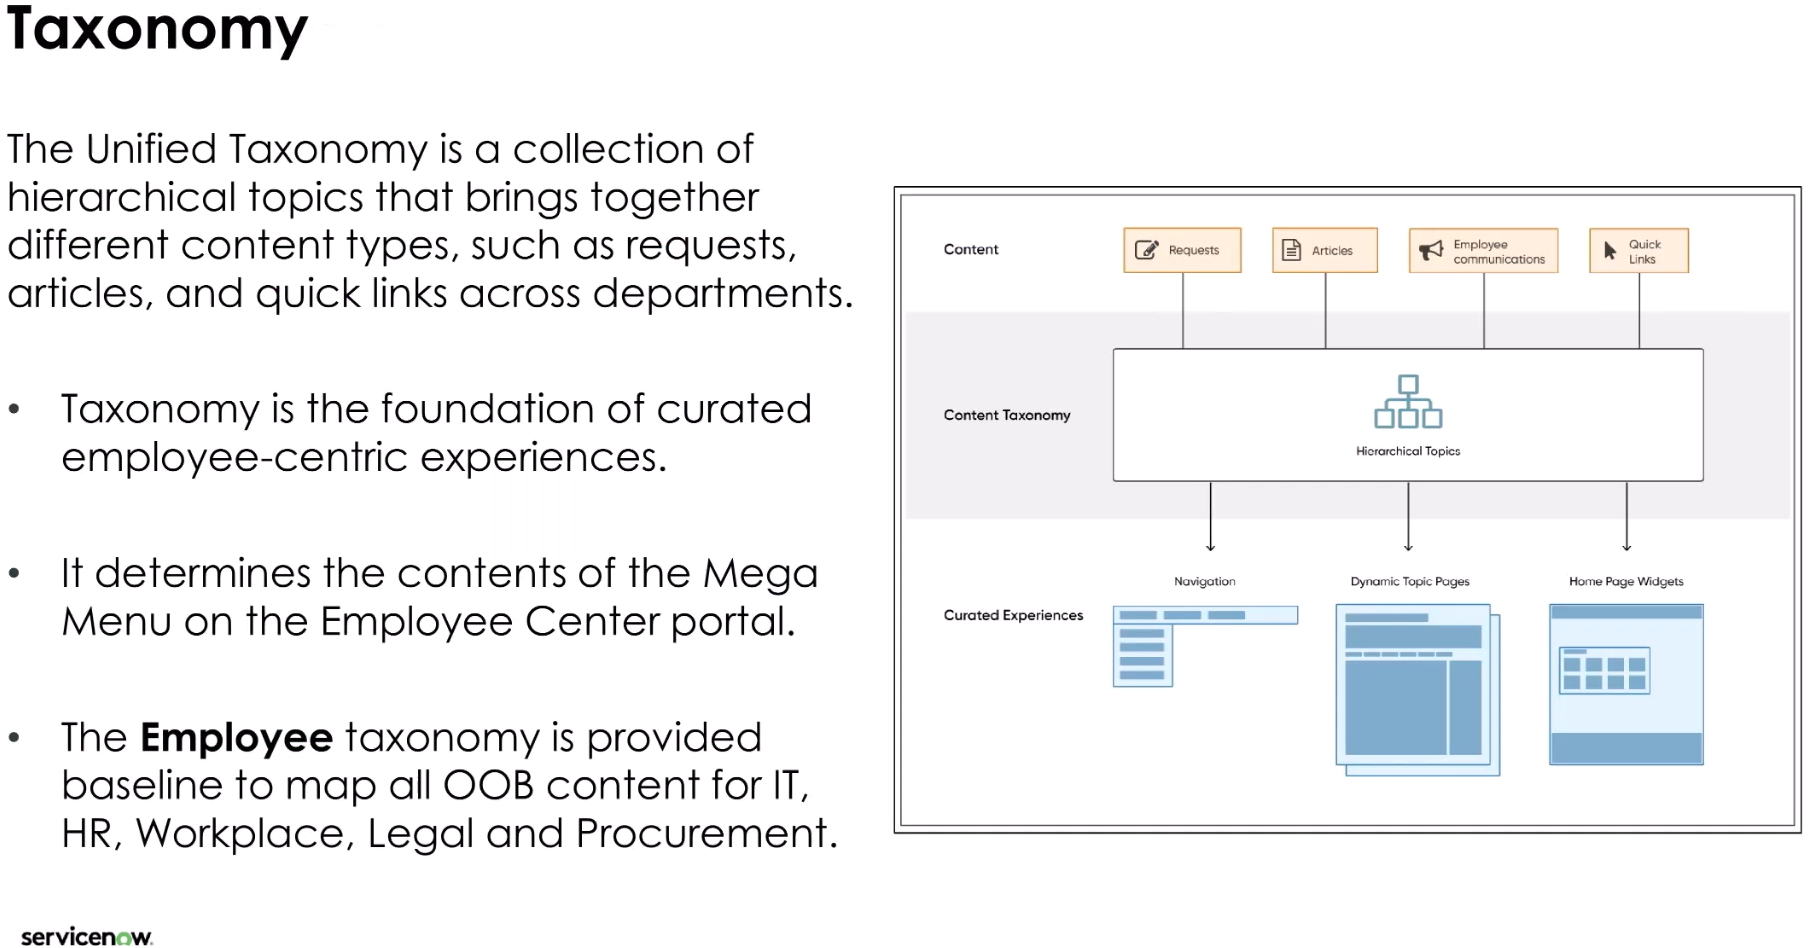 Taxonomy
The Unified Taxonomy is a collection of
hierarchical topics that brings together
different content types, such as requests,
articles, and quick links across departments.
• Taxonomy is the foundation of curated
employee-centric experiences.
• It determines the contents of the Mega
Menu on the Employee Center portal.
• The Employee taxonomy is provided
baseline to map all OOB content for IT,
HR, Workplace, Legal and Procurement.
Content
Requests
Articles
Employee
communications
Quick
Links
Content Taxonomy
Hierarchical Topics
Navigation
Dynamic Topic Pages
Home Page Widgets
Curated Experiences
servicenow.